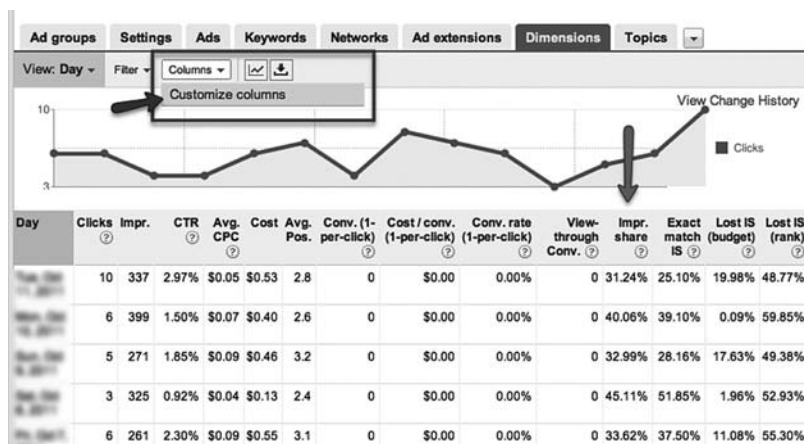 Ad groups Settings Ads Keywords Networks Ad extensions Dimensions Topics
View: Day Filter Columns
Customize columns
View Change History
10
Clicks
3
Day Clicks Impr. CTR Avg. CPC Cost Avg. Pos. Conv. (1-per-click) Cost / conv. (1-per-click) Conv. rate (1-per-click) View-through Conv. Impr. share Exact match IS Lost IS (budget) Lost IS (rank)
10 337 2.97% $0.05 $0.53 2.8 0 $0.00 0.00% 0 31.24% 25.10% 19.98% 48.77%
6 399 1.50% $0.07 $0.40 2.6 0 $0.00 0.00% 0 40.06% 39.10% 0.09% 59.85%
5 271 1.85% $0.09 $0.46 3.2 0 $0.00 0.00% 0 32.99% 28.16% 17.63% 49.38%
3 325 0.92% $0.04 $0.13 2.4 0 $0.00 0.00% 0 45.11% 51.85% 1.96% 52.93%
6 261 2.30% $0.09 $0.55 3.1 0 $0.00 0.00% 0 33.62% 37.50% 11.08% 55.30%